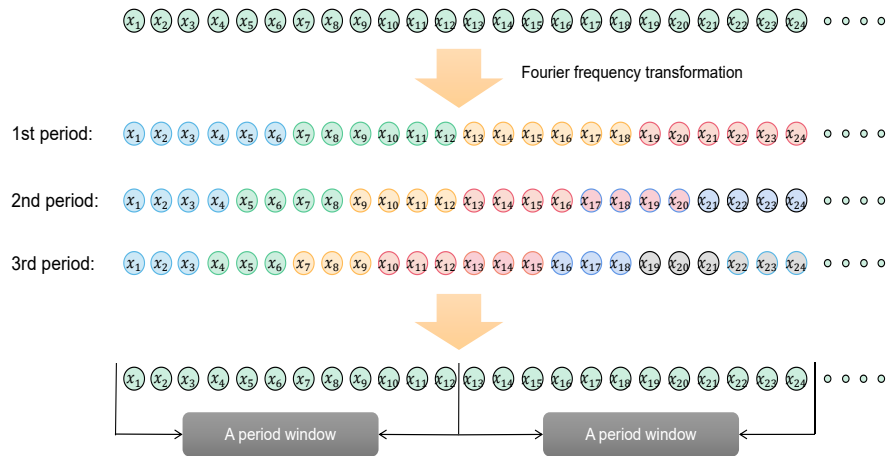 x₁ x₂ x₃ x₄ x₅ x₆ x₇ x₈ x₉ x₁₀ x₁₁ x₁₂ x₁₃ x₁₄ x₁₅ x₁₆ x₁₇ x₁₈ x₁₉ x₂₀ x₂₁ x₂₂ x₂₃ x₂₄
Fourier frequency transformation
1st period: x₁ x₂ x₃ x₄ x₅ x₆ x₇ x₈ x₉ x₁₀ x₁₁ x₁₂ x₁₃ x₁₄ x₁₅ x₁₆ x₁₇ x₁₈ x₁₉ x₂₀ x₂₁ x₂₂ x₂₃ x₂₄
2nd period: x₁ x₂ x₃ x₄ x₅ x₆ x₇ x₈ x₉ x₁₀ x₁₁ x₁₂ x₁₃ x₁₄ x₁₅ x₁₆ x₁₇ x₁₈ x₁₉ x₂₀ x₂₁ x₂₂ x₂₃ x₂₄
3rd period: x₁ x₂ x₃ x₄ x₅ x₆ x₇ x₈ x₉ x₁₀ x₁₁ x₁₂ x₁₃ x₁₄ x₁₅ x₁₆ x₁₇ x₁₈ x₁₉ x₂₀ x₂₁ x₂₂ x₂₃ x₂₄
x₁ x₂ x₃ x₄ x₅ x₆ x₇ x₈ x₉ x₁₀ x₁₁ x₁₂ x₁₃ x₁₄ x₁₅ x₁₆ x₁₇ x₁₈ x₁₉ x₂₀ x₂₁ x₂₂ x₂₃ x₂₄
A period window A period window